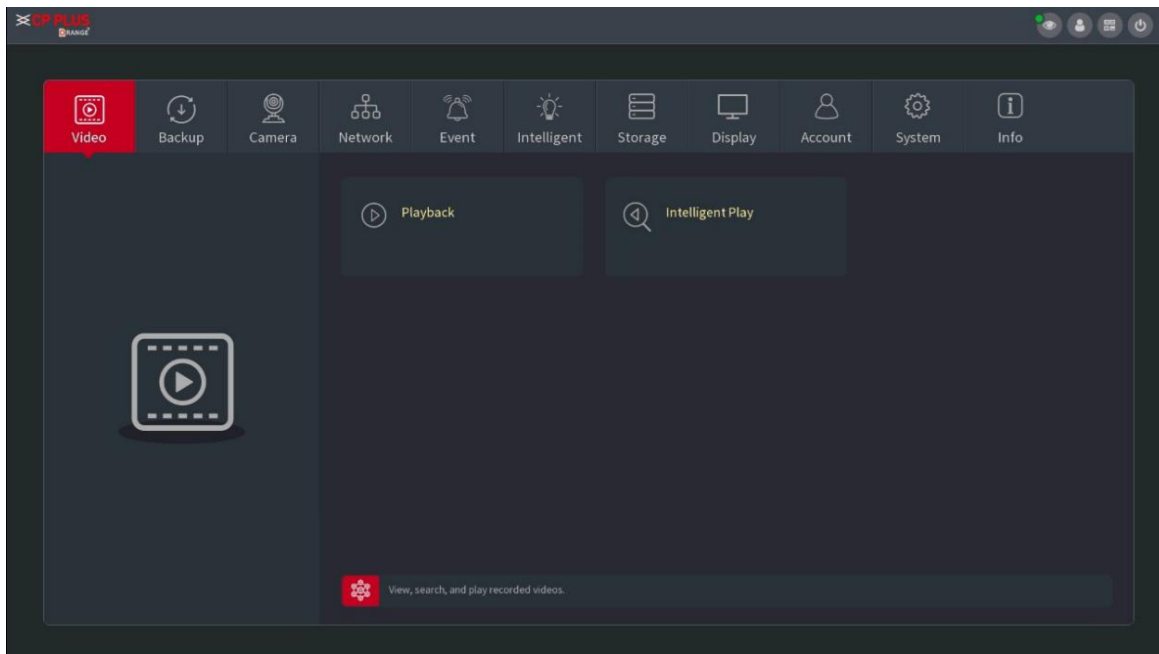 CP PLUS
ORANGE
Video
Backup
Camera
Network
Event
Intelligent
Storage
Display
Account
System
Info
Playback
Intelligent Play
View, search, and play recorded videos.